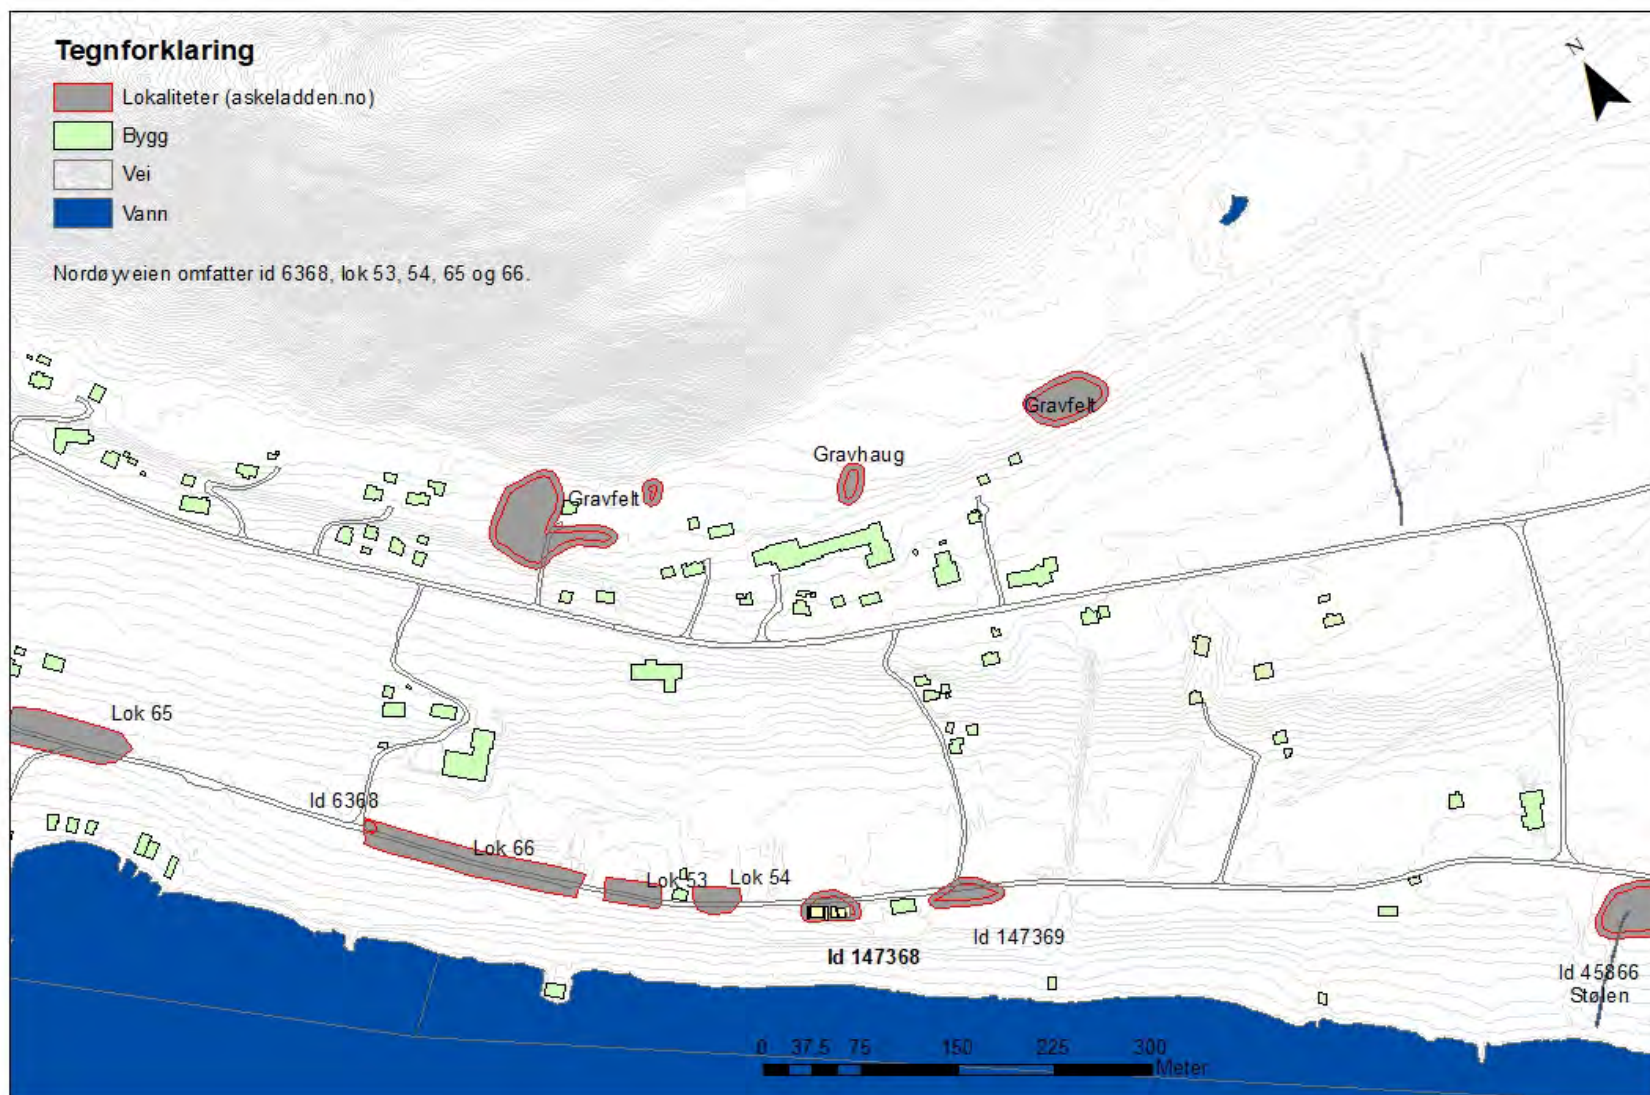 Tegnforklaring
Lokaliteter (askeladden.no)
Bygg
Vei
Vann
Nordøyveien omfatter id 6368, lok 53, 54, 65 og 66.
N
Gravfelt
Gravhaug
Gravfelt
Lok 65
Id 6368
Lok 66
Lok 53
Lok 54
Id 147368
Id 147369
Id 45866
Stølen
0 37,5 75 150 225 300
Meter